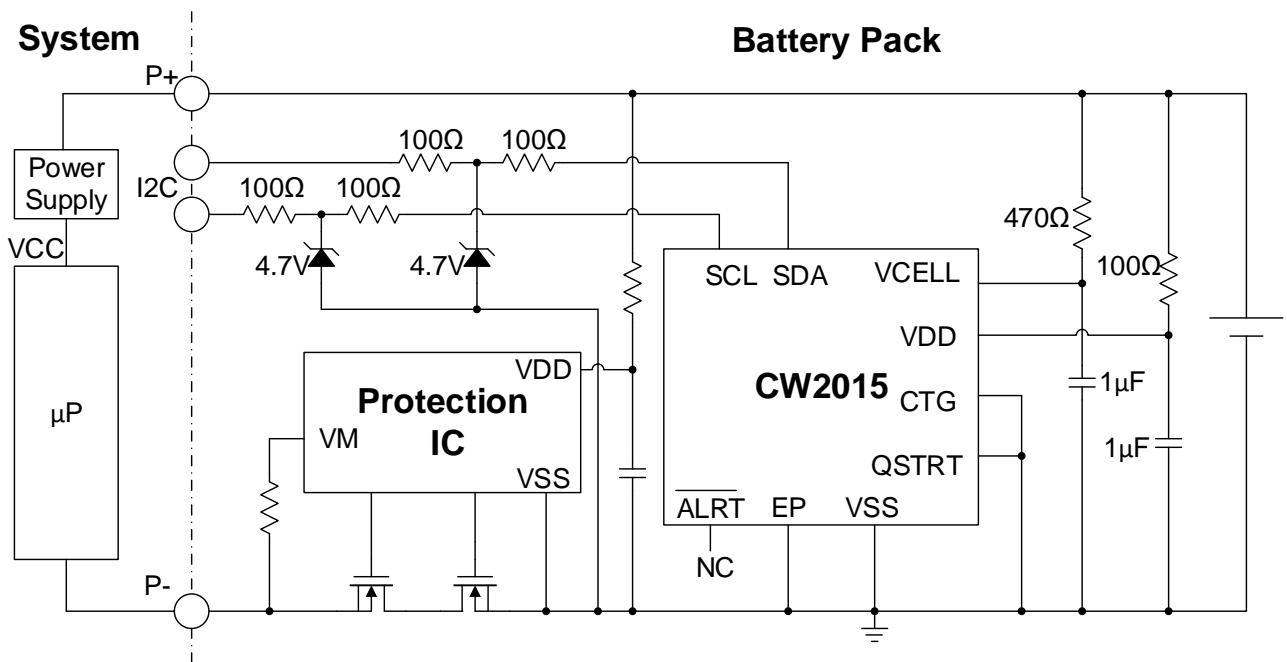 System
Battery Pack
P+
100Ω
100Ω
Power
Supply
I2C
100Ω
100Ω
VCC
4.7V
4.7V
470Ω
100Ω
SCL
SDA
VCELL
VDD
CW2015
CTG
QSTRT
ALRT
EP
VSS
NC
1µF
1µF
µP
VDD
Protection
IC
VM
VSS
P-